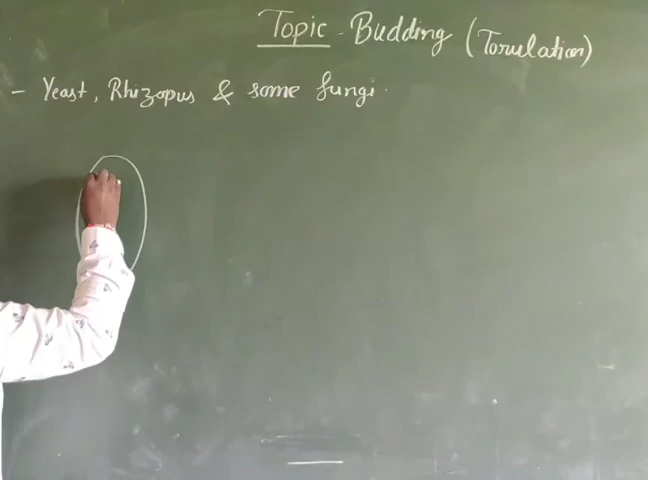 Topic - Budding (Torulation)
- Yeast, Rhizopus & some fungi.